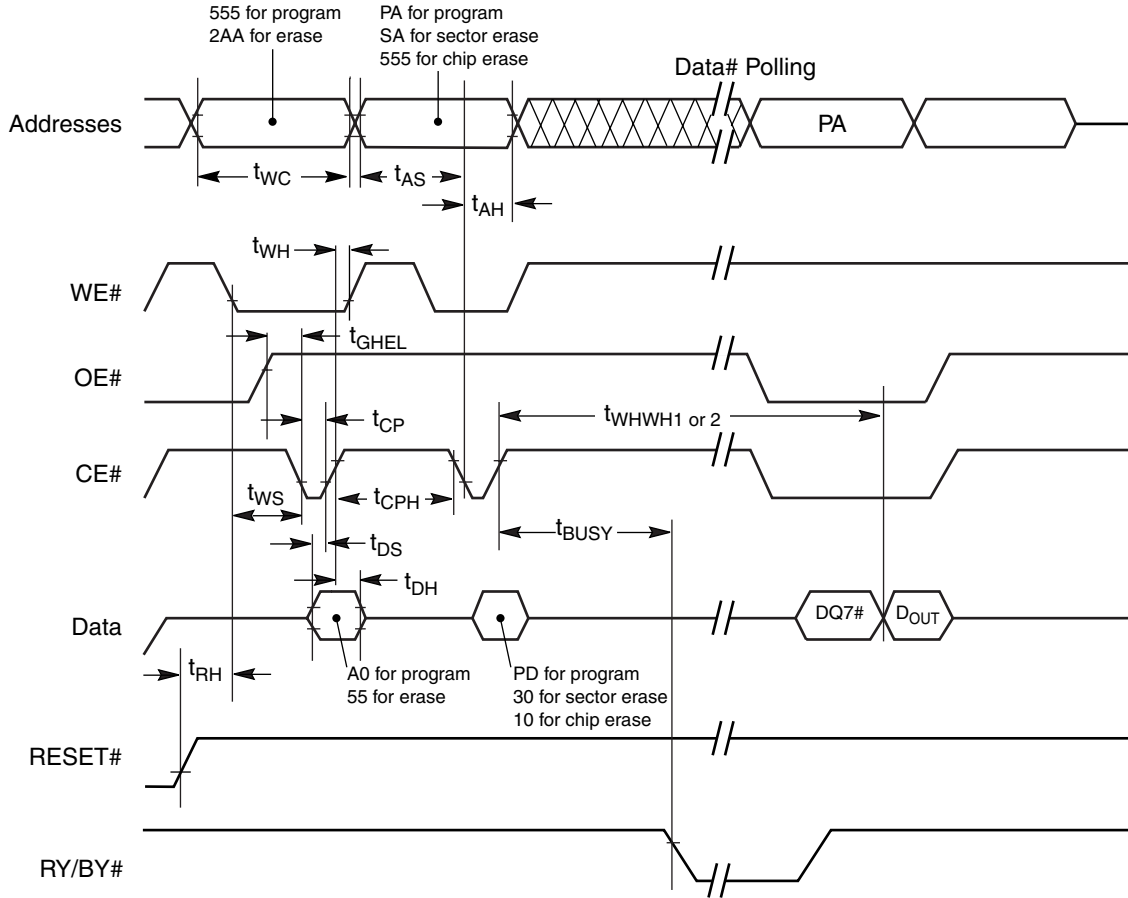 555 for program
2AA for erase
PA for program
SA for sector erase
555 for chip erase
Data# Polling
Addresses
PA
tWC
tAS
tAH
tWH
WE#
tGHEL
OE#
tCP
tWHWH1 or 2
CE#
tWS
tCPH
tBUSY
tDS
tDH
Data
DQ7#
DOUT
tRH
A0 for program
55 for erase
PD for program
30 for sector erase
10 for chip erase
RESET#
RY/BY#